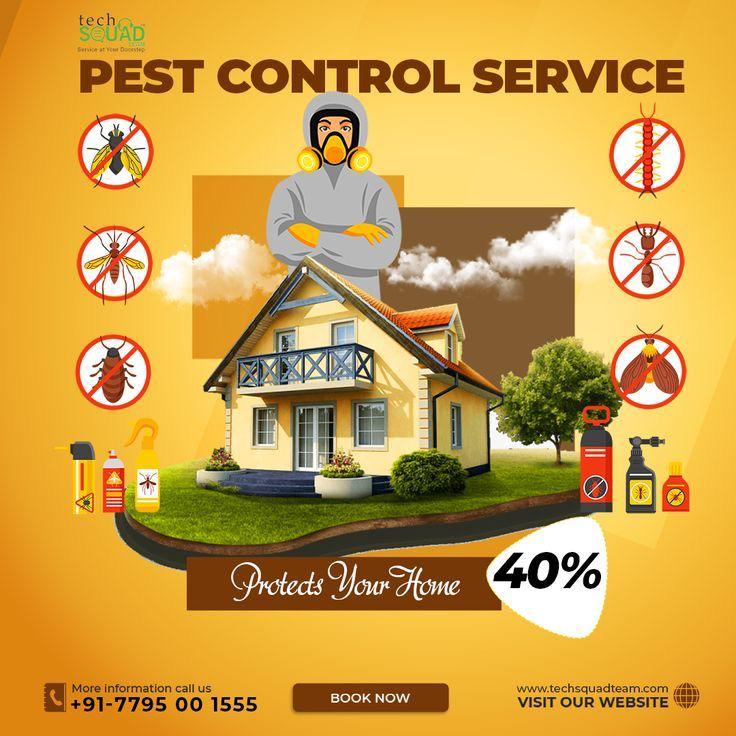 tech
SQUAD
TEAM
Service at Your Doorstep
PEST CONTROL SERVICE
Protects Your Home
40%
More information call us
+91-7795 00 1555
BOOK NOW
www.techsquadteam.com
VISIT OUR WEBSITE